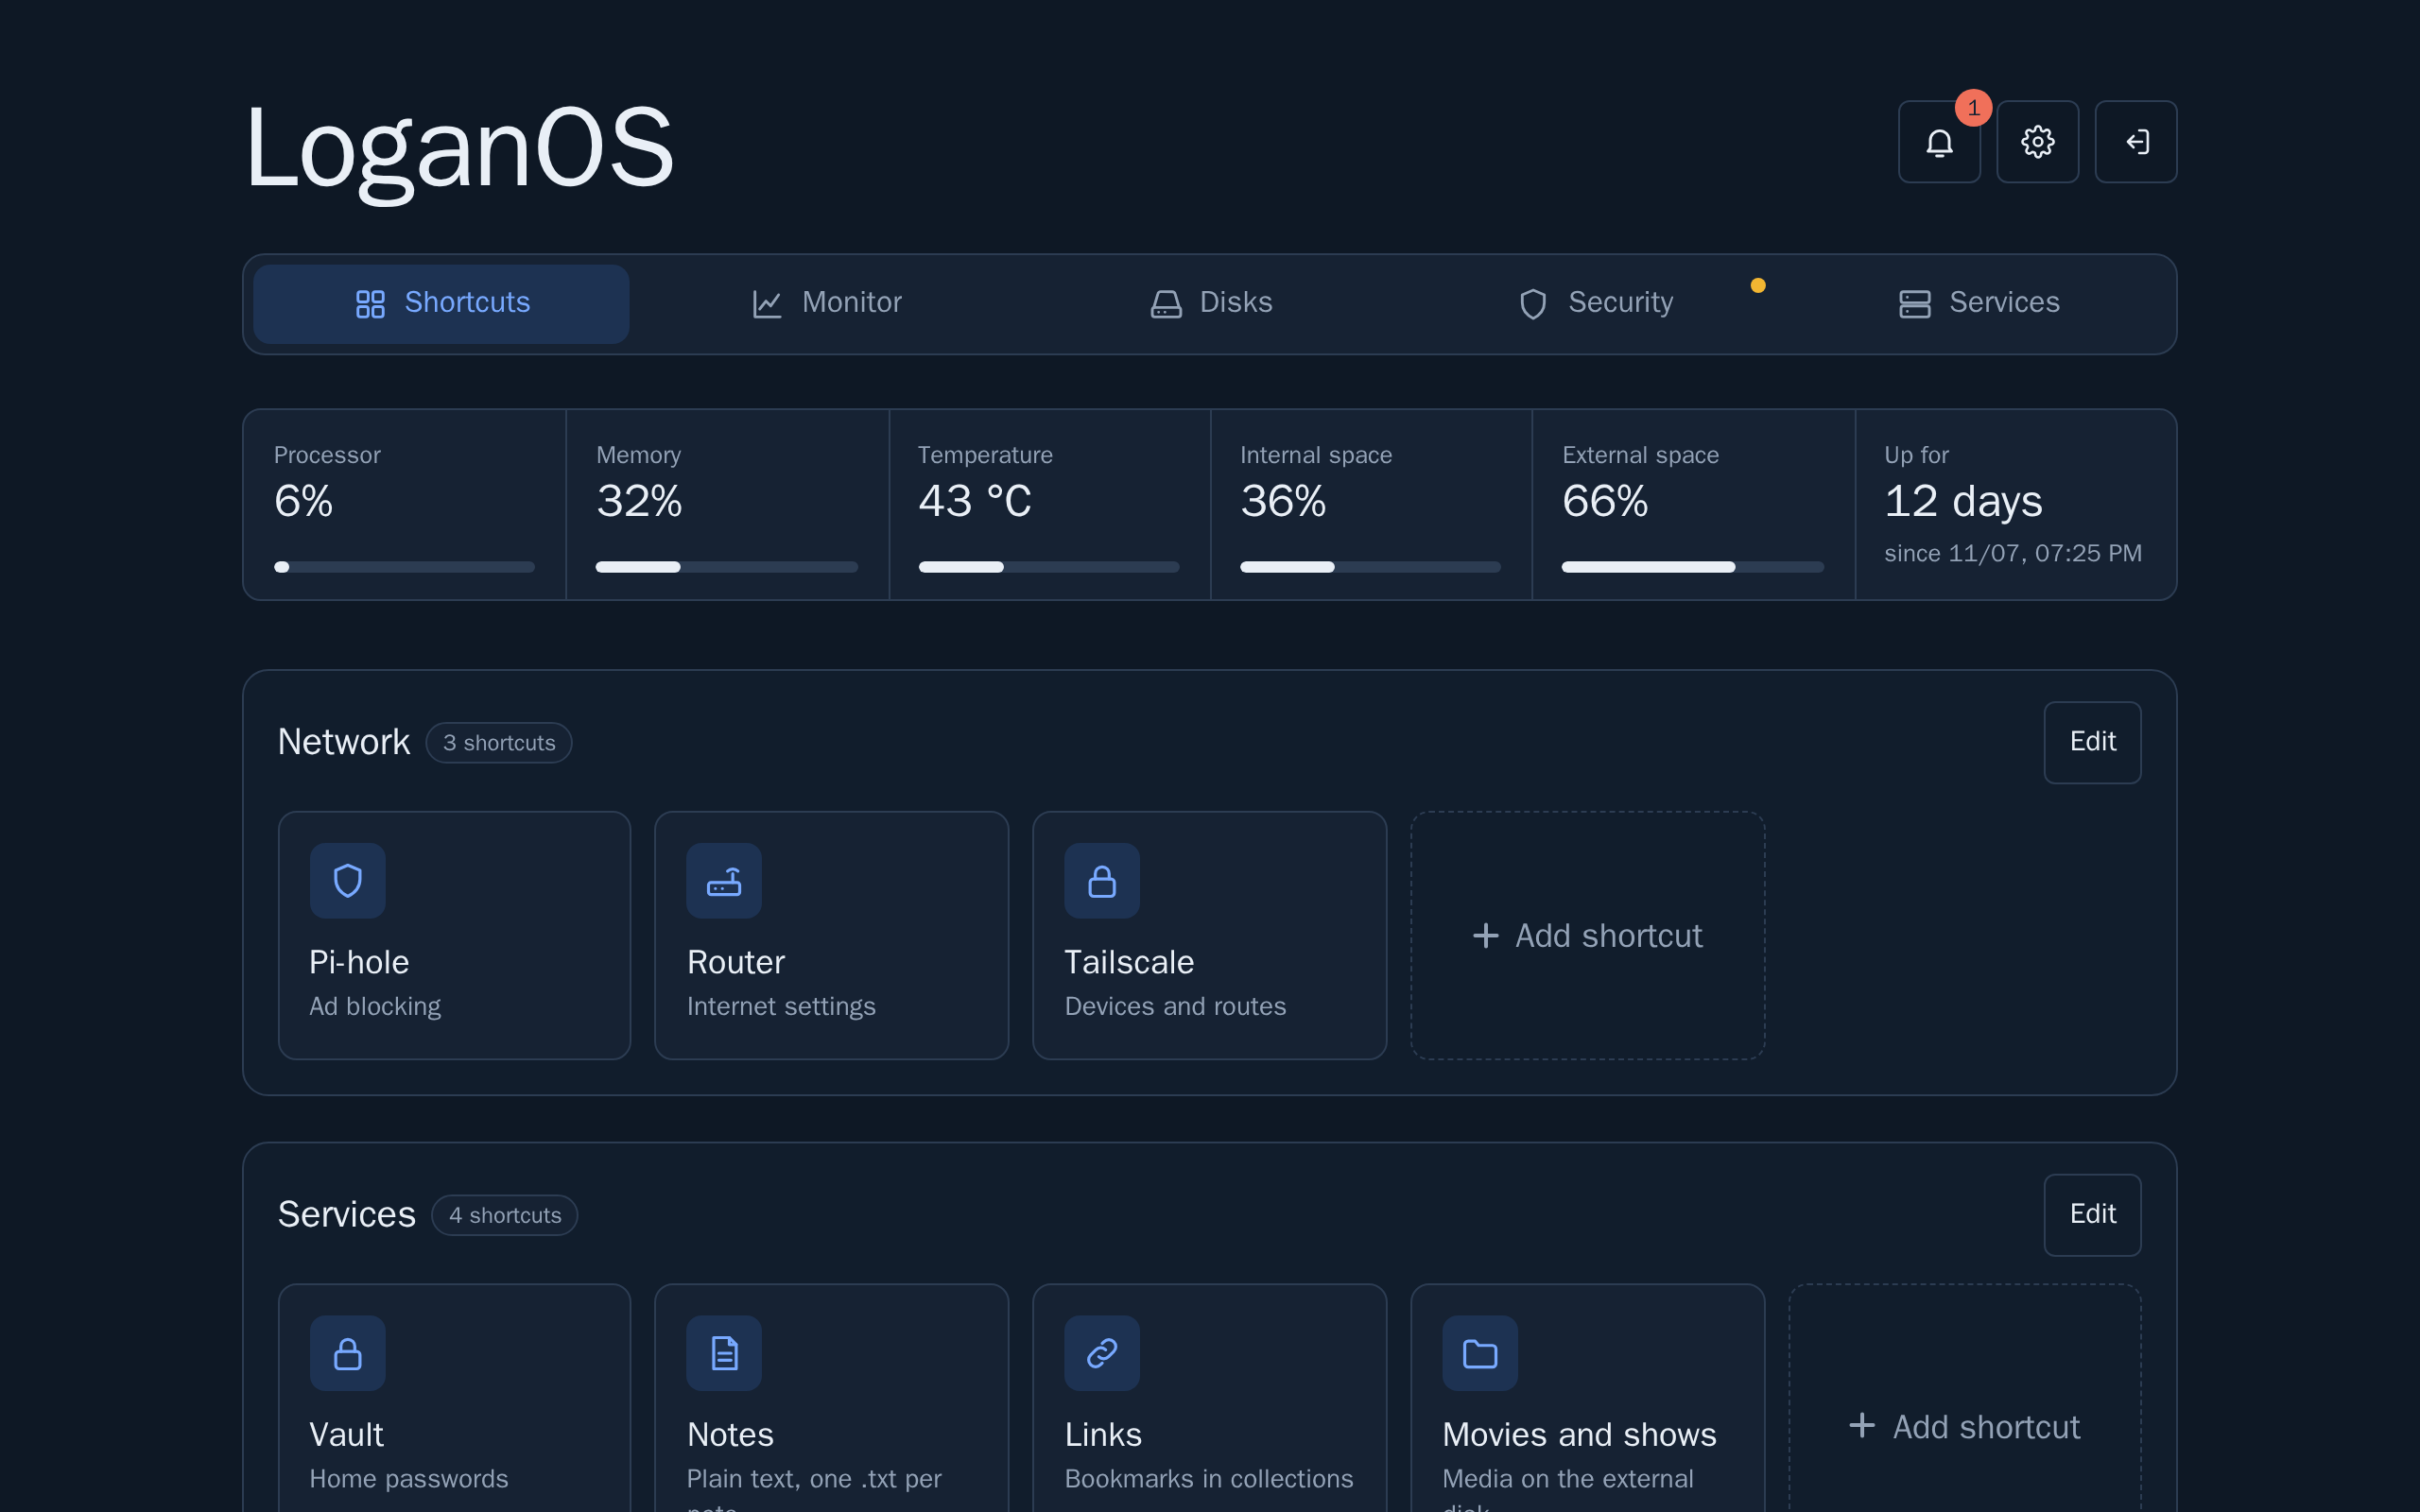 LoganOS
1
Shortcuts
Monitor
Disks
Security
Services
Processor
6%
Memory
32%
Temperature
43 °C
Internal space
36%
External space
66%
Up for
12 days
since 11/07, 07:25 PM
Network
3 shortcuts
Edit
Pi-hole
Ad blocking
Router
Internet settings
Tailscale
Devices and routes
+ Add shortcut
Services
4 shortcuts
Edit
Vault
Home passwords
Notes
Plain text, one .txt per
note
Links
Bookmarks in collections
Movies and shows
Media on the external
disk
+ Add shortcut